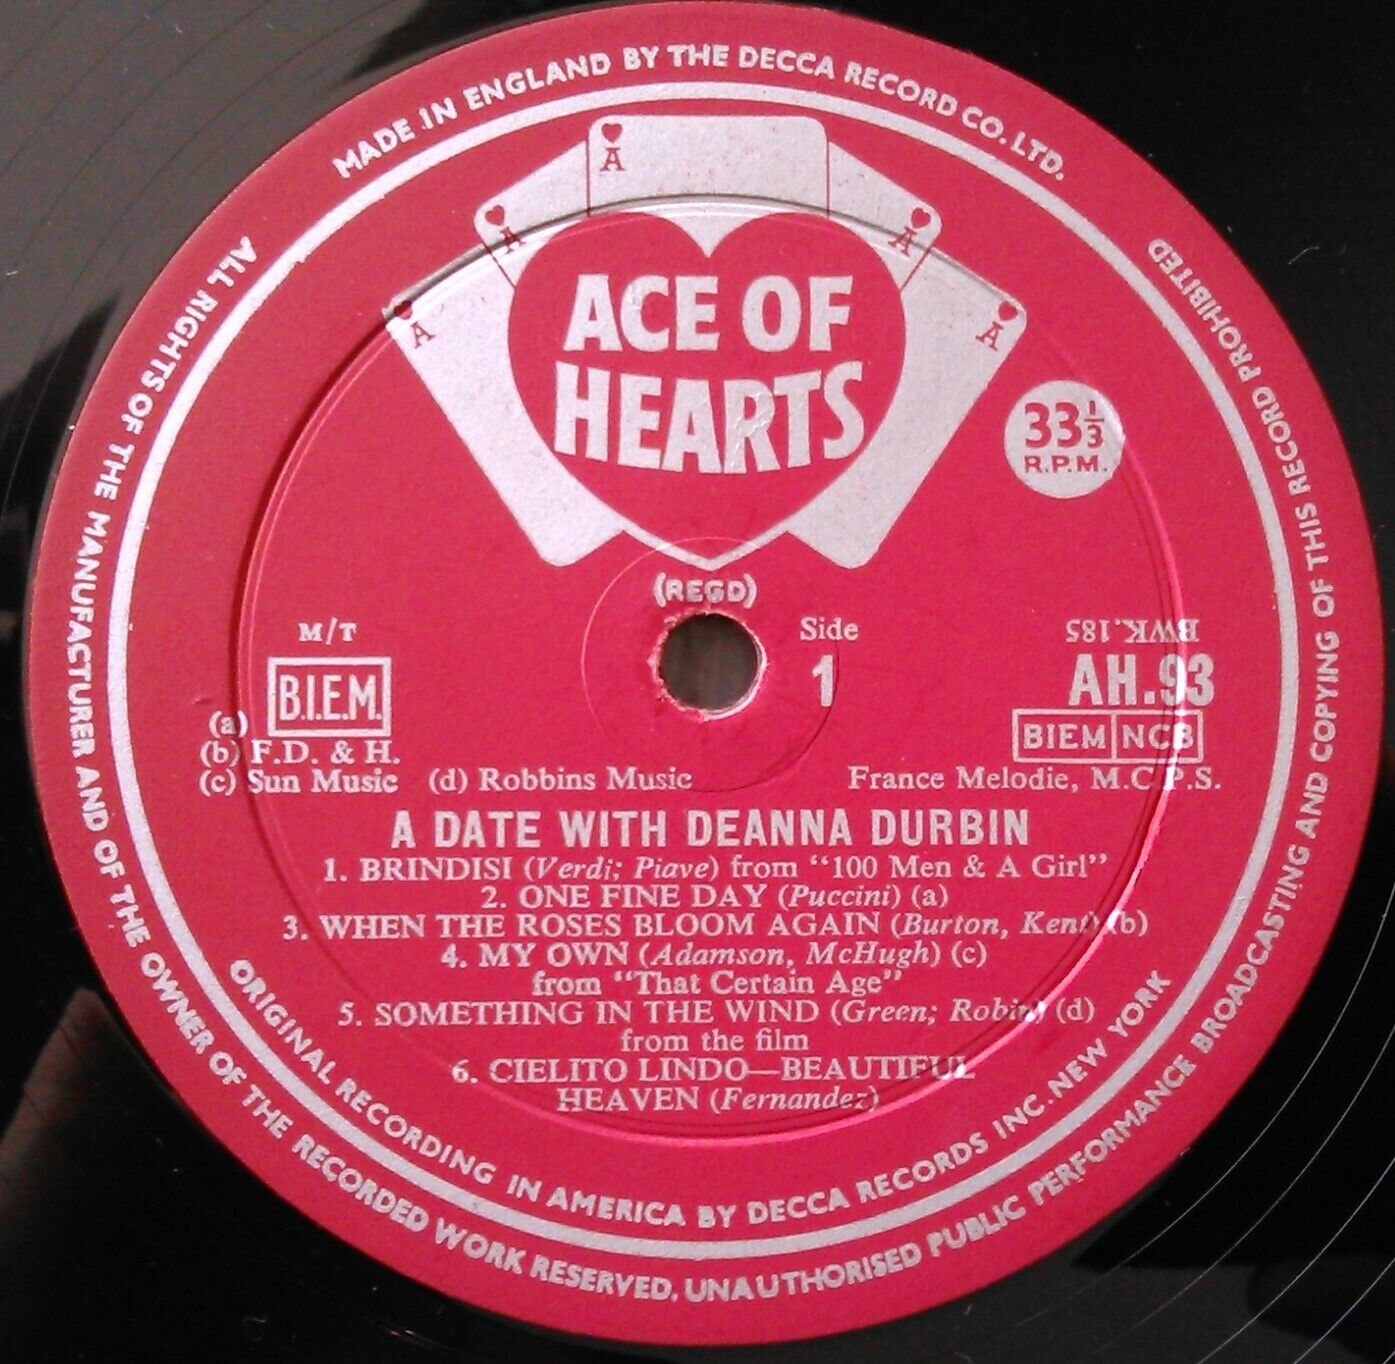 MADE IN ENGLAND BY THE DECCA RECORD CO. LTD.
ALL RIGHTS OF THE MANUFACTURER AND OF THE OWNER OF THE RECORDED WORK RESERVED. UNAUTHORISED PUBLIC PERFORMANCE BROADCASTING AND COPYING OF THIS RECORD PROHIBITED
A
A
A
A
A
ACE OF
HEARTS
33 1/3
R.P.M.
(REGD)
M/T
Side
BWK.185
B.I.E.M.
1
AH.93
BIEM NCB
(a)
(b) F.D. & H.
(c) Sun Music (d) Robbins Music France Melodie, M.C.P.S.
A DATE WITH DEANNA DURBIN
1. BRINDISI (Verdi; Piave) from "100 Men & A Girl"
2. ONE FINE DAY (Puccini) (a)
3. WHEN THE ROSES BLOOM AGAIN (Burton, Kent) (b)
4. MY OWN (Adamson, McHugh) (c)
from "That Certain Age"
5. SOMETHING IN THE WIND (Green; Robin) (d)
from the film
6. CIELITO LINDO—BEAUTIFUL
HEAVEN (Fernandez)
ORIGINAL RECORDING IN AMERICA BY DECCA RECORDS INC. NEW YORK